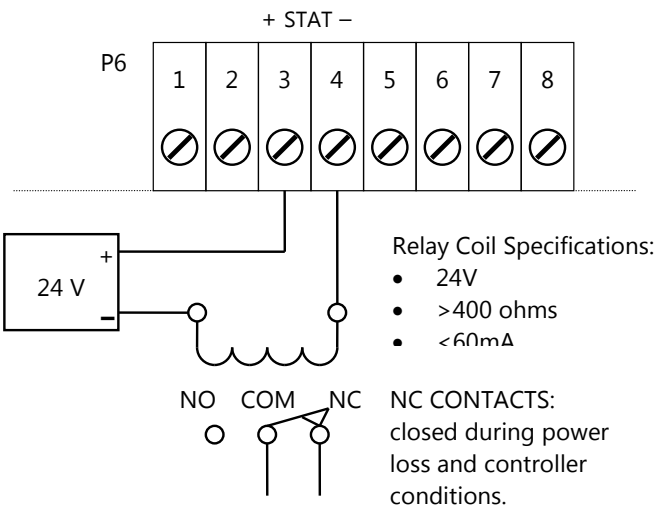 + STAT –
P6
1 2 3 4 5 6 7 8
+
24 V
–
Relay Coil Specifications:
• 24V
• >400 ohms
• <60mA
NO COM NC
NC CONTACTS:
closed during power
loss and controller
conditions.